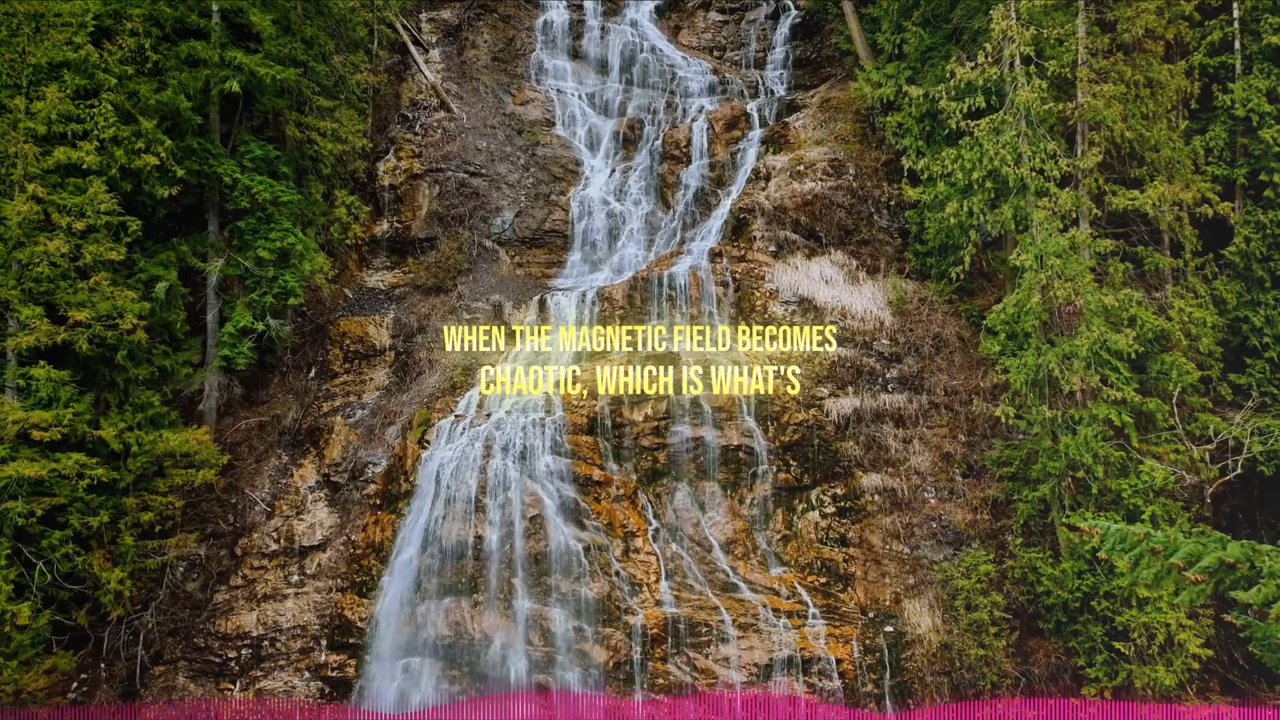 WHEN THE MAGNETIC FIELD BECOMES
CHAOTIC, WHICH IS WHAT'S